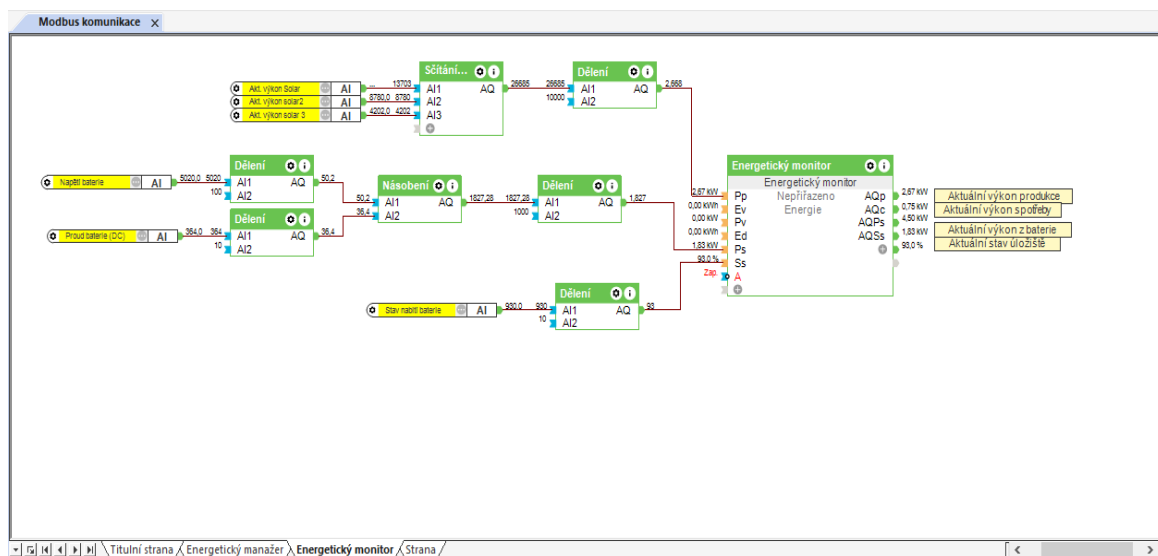 Modbus komunikace X
Sčítání...
Dělení
Akt. výkon Solar AI ... 13703 AI1 AQ 26685 26685 AI1 AQ 2,668
Akt. výkon solar2 AI 8780,0 8780 AI2 10000 AI2
Akt. výkon solar 3 AI 4202,0 4202 AI3
Dělení
Energetický monitor
Energetický monitor
Napětí baterie AI 5020,0 5020 AI1 AQ 50,2
100 AI2
Násobení
Dělení
50,2 AI1 AQ 1827,28 1827,28 AI1 AQ 1,827
36,4 AI2 1000 AI2
Dělení
Proud baterie (DC) AI 364,0 364 AI1 AQ 36,4
10 AI2
2,67 kW Pp Nepřiřazeno AQp 2,67 kW Aktuální výkon produkce
0,00 kWh Ev Energie AQc 0,75 kW Aktuální výkon spotřeby
0,00 kW Pv AQPs 4,50 kW
0,00 kWh Ed AQSs 1,83 kW Aktuální výkon z baterie
1,83 kW Ps 93,0 % Aktuální stav úložiště
93,0 % Ss
Zap. A
Dělení
Stav nabití baterie AI 930,0 930 AI1 AQ 93
10 AI2
Titulní strana Energetický manažer Energetický monitor Strana